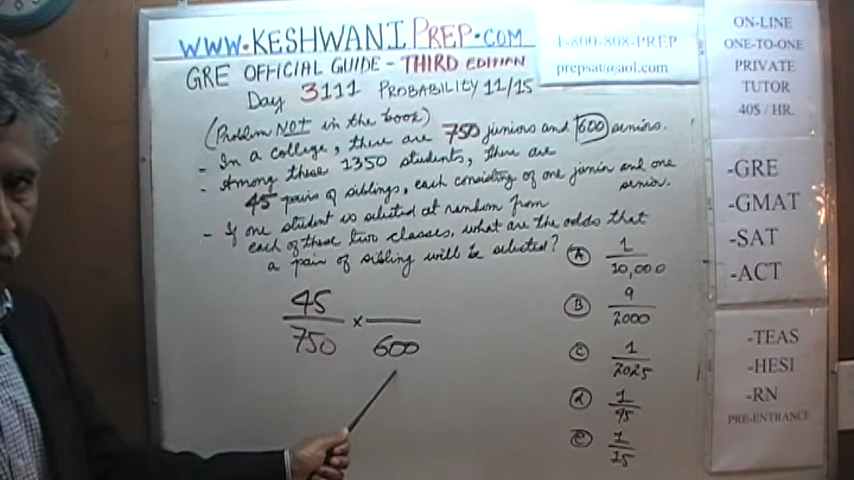 WWW.KESHWANIPREP.COM
GRE OFFICIAL GUIDE - THIRD EDITION
Day 3111 PROBABILITY 11/15
(Problem NOT in the book)
- In a college, there are 750 juniors and 600 seniors.
- Among these 1350 students, there are
45 pairs of siblings, each consisting of one junior and one
senior.
- If one student is selected at random from
each of these two classes, what are the odds that
a pair of sibling will be selected?
45
750
×
600
A 1
10,000
B 9
2000
C 1
2025
d 1
45
e 1
15
1-800-808-PREP
prepsat@aol.com
ON-LINE
ONE-TO-ONE
PRIVATE
TUTOR
40$ / HR.
-GRE
-GMAT
-SAT
-ACT
-TEAS
-HESI
-RN
PRE-ENTRANCE